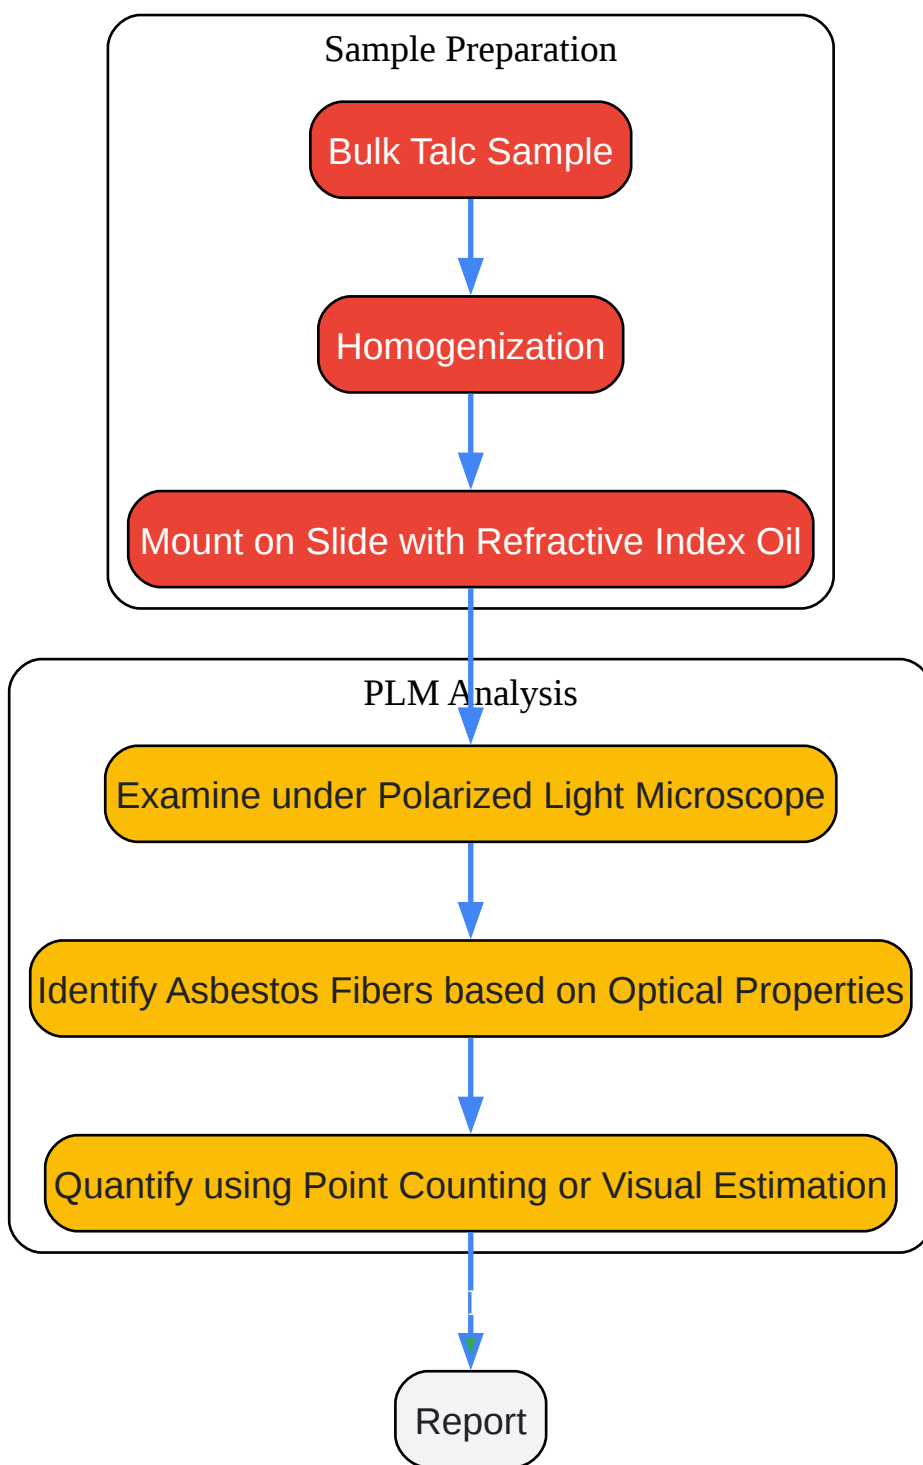 Sample Preparation
Bulk Talc Sample
Homogenization
Mount on Slide with Refractive Index Oil
PLM Analysis
Examine under Polarized Light Microscope
Identify Asbestos Fibers based on Optical Properties
Quantify using Point Counting or Visual Estimation
Report